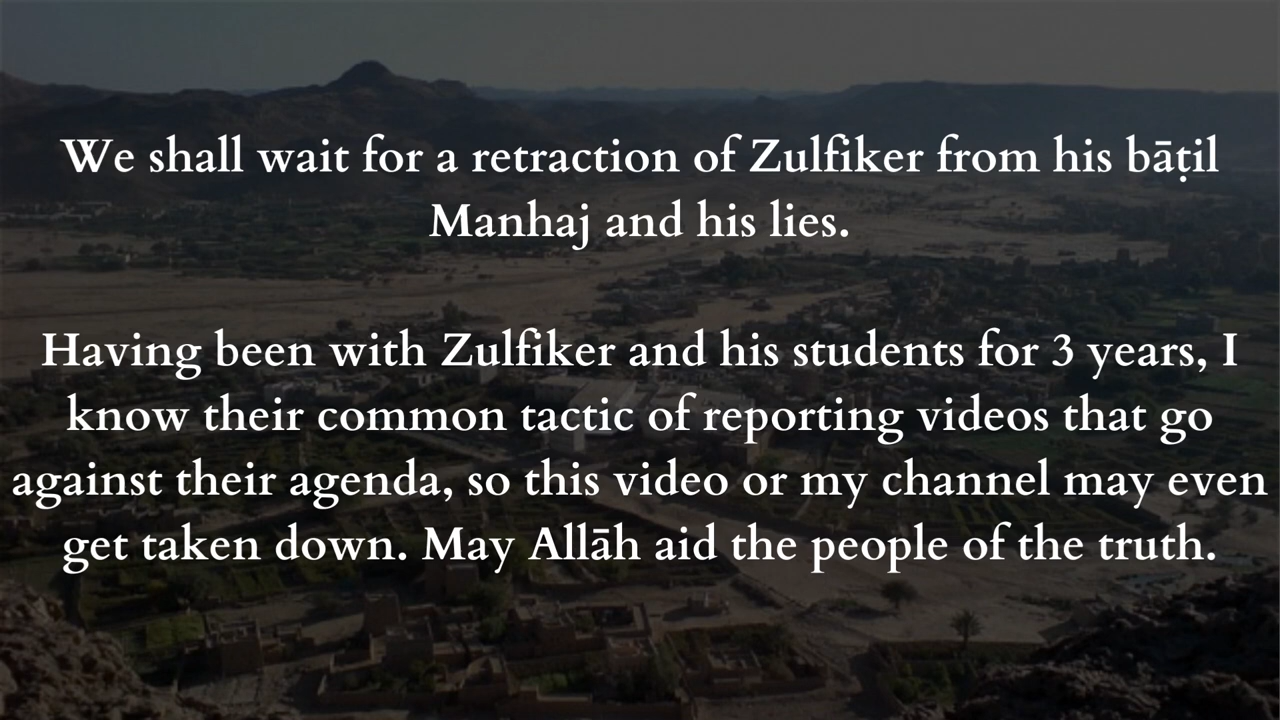 We shall wait for a retraction of Zulfiker from his bāṭil
Manhaj and his lies.
Having been with Zulfiker and his students for 3 years, I
know their common tactic of reporting videos that go
against their agenda, so this video or my channel may even
get taken down. May Allāh aid the people of the truth.